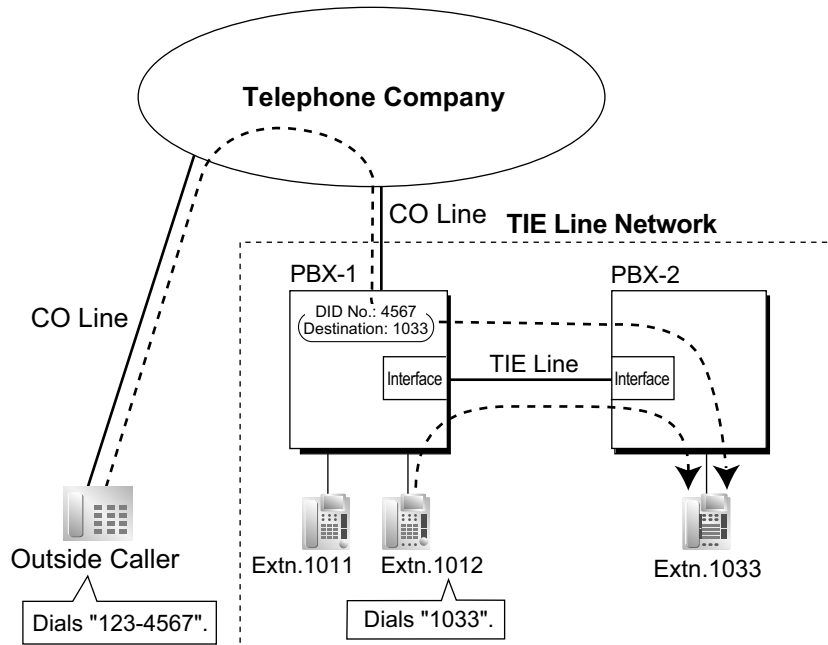 Telephone Company
CO Line
TIE Line Network
PBX-1
PBX-2
DID No.: 4567
Destination: 1033
CO Line
TIE Line
Interface
Interface
Outside Caller
Extn.1011
Extn.1012
Extn.1033
Dials "123-4567".
Dials "1033".